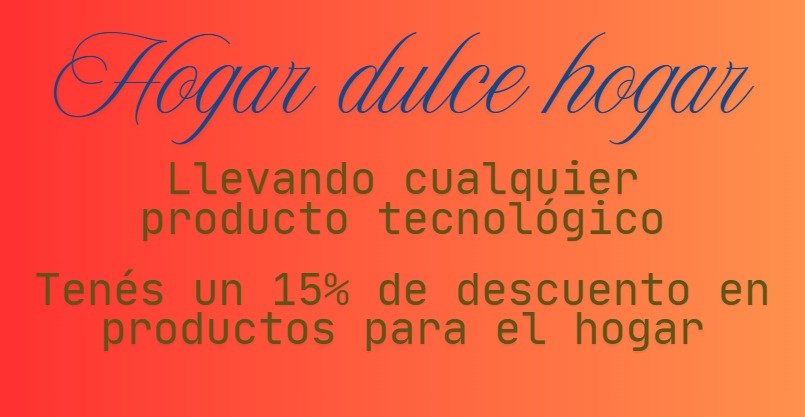 Hogar dulce hogar
Llevando cualquier
producto tecnológico
Tenés un 15% de descuento en
productos para el hogar